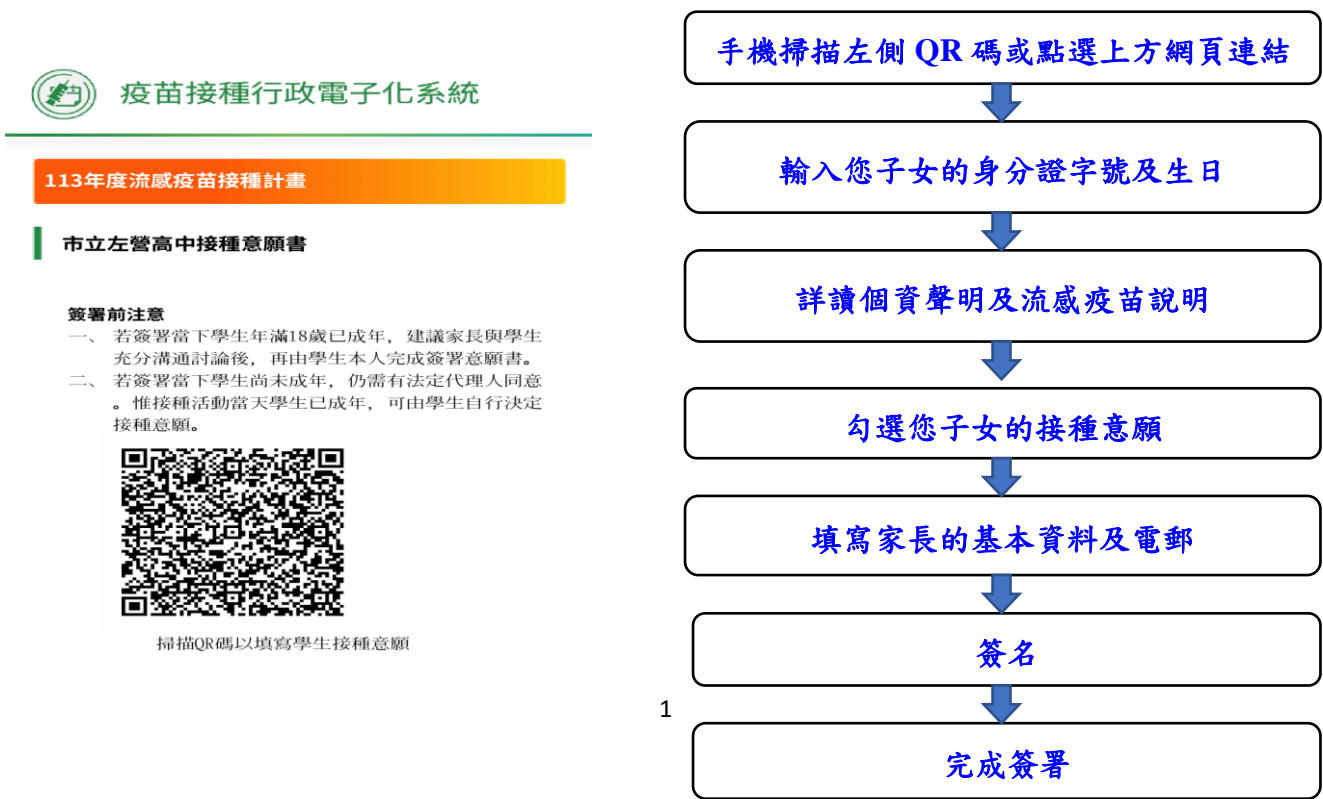 疫苗接種行政電子化系統
113年度流感疫苗接種計畫
市立左營高中接種意願書
簽署前注意
一、 若簽署當下學生年滿18歲已成年，建議家長與學生
充分溝通討論後，再由學生本人完成簽署意願書。
二、 若簽署當下學生尚未成年，仍需有法定代理人同意
。惟接種活動當天學生已成年，可由學生自行決定
接種意願。
掃描QR碼以填寫學生接種意願
手機掃描左側 QR 碼或點選上方網頁連結
輸入您子女的身分證字號及生日
詳讀個資聲明及流感疫苗說明
勾選您子女的接種意願
填寫家長的基本資料及電郵
簽名
1
完成簽署